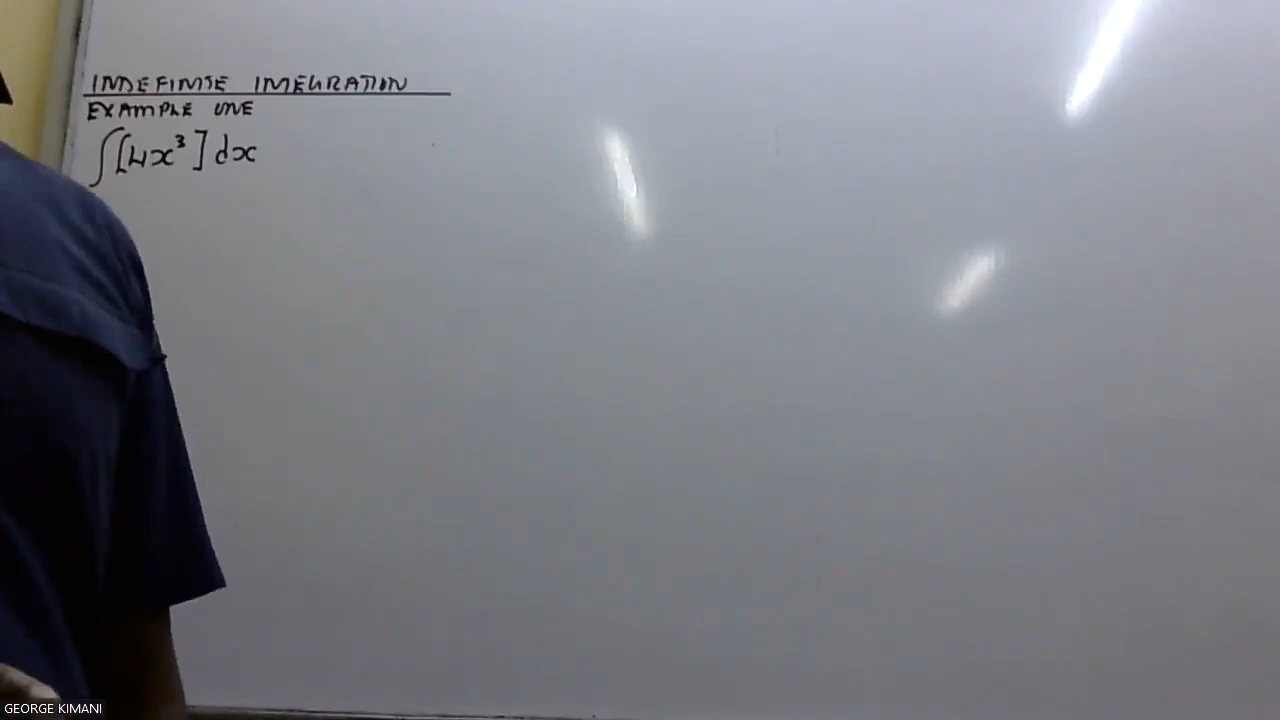 INDEFINITE INTEGRATION
EXAMPLE ONE
∫[4x³]dx
GEORGE KIMANI